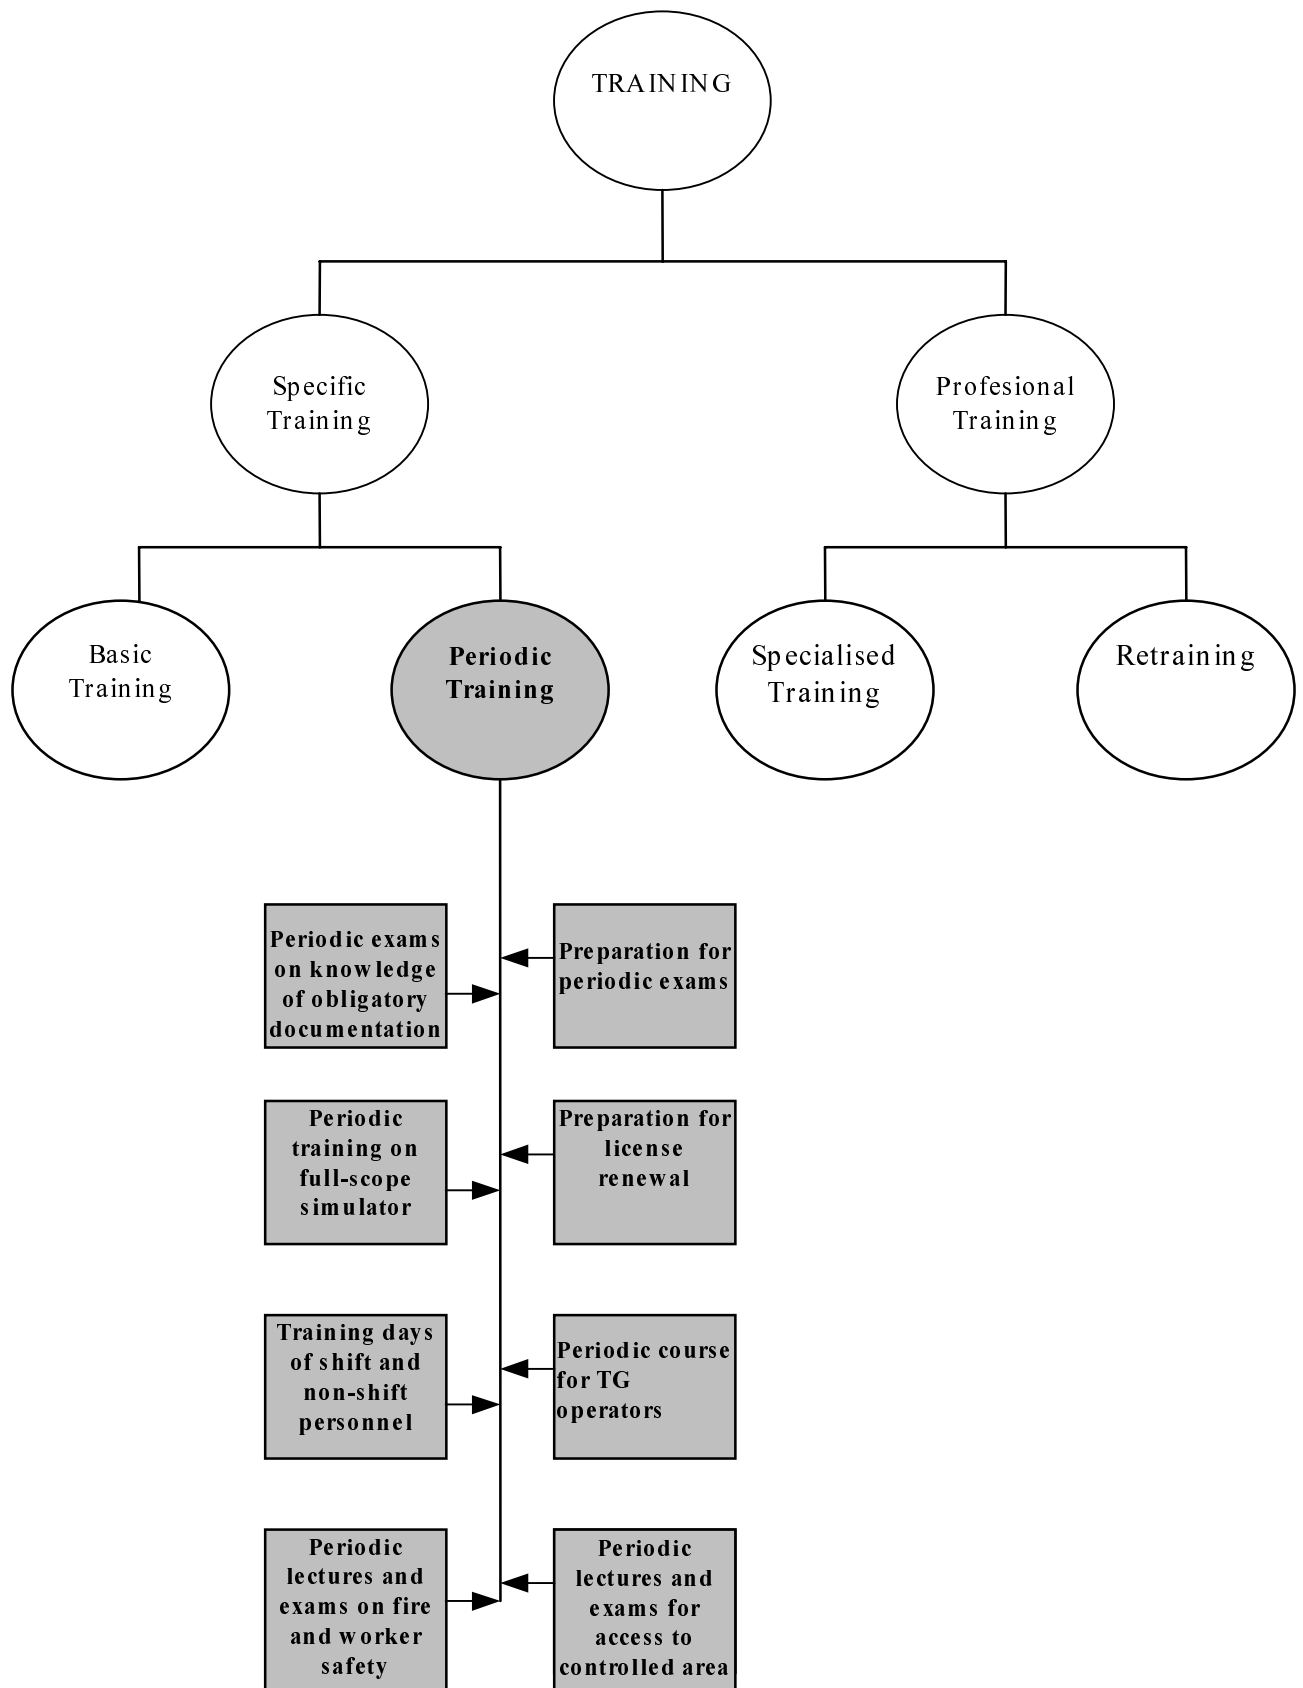 TRAINING
Specific
Training
Profesional
Training
Basic
Training
Periodic
Training
Specialised
Training
Retraining
Periodic exams
on knowledge
of obligatory
documentation
Preparation for
periodic exams
Periodic
training on
full-scope
simulator
Preparation for
license
renewal
Training days
of shift and
non-shift
personnel
Periodic course
for TG
operators
Periodic
lectures and
exams on fire
and worker
safety
Periodic
lectures and
exams for
access to
controlled area